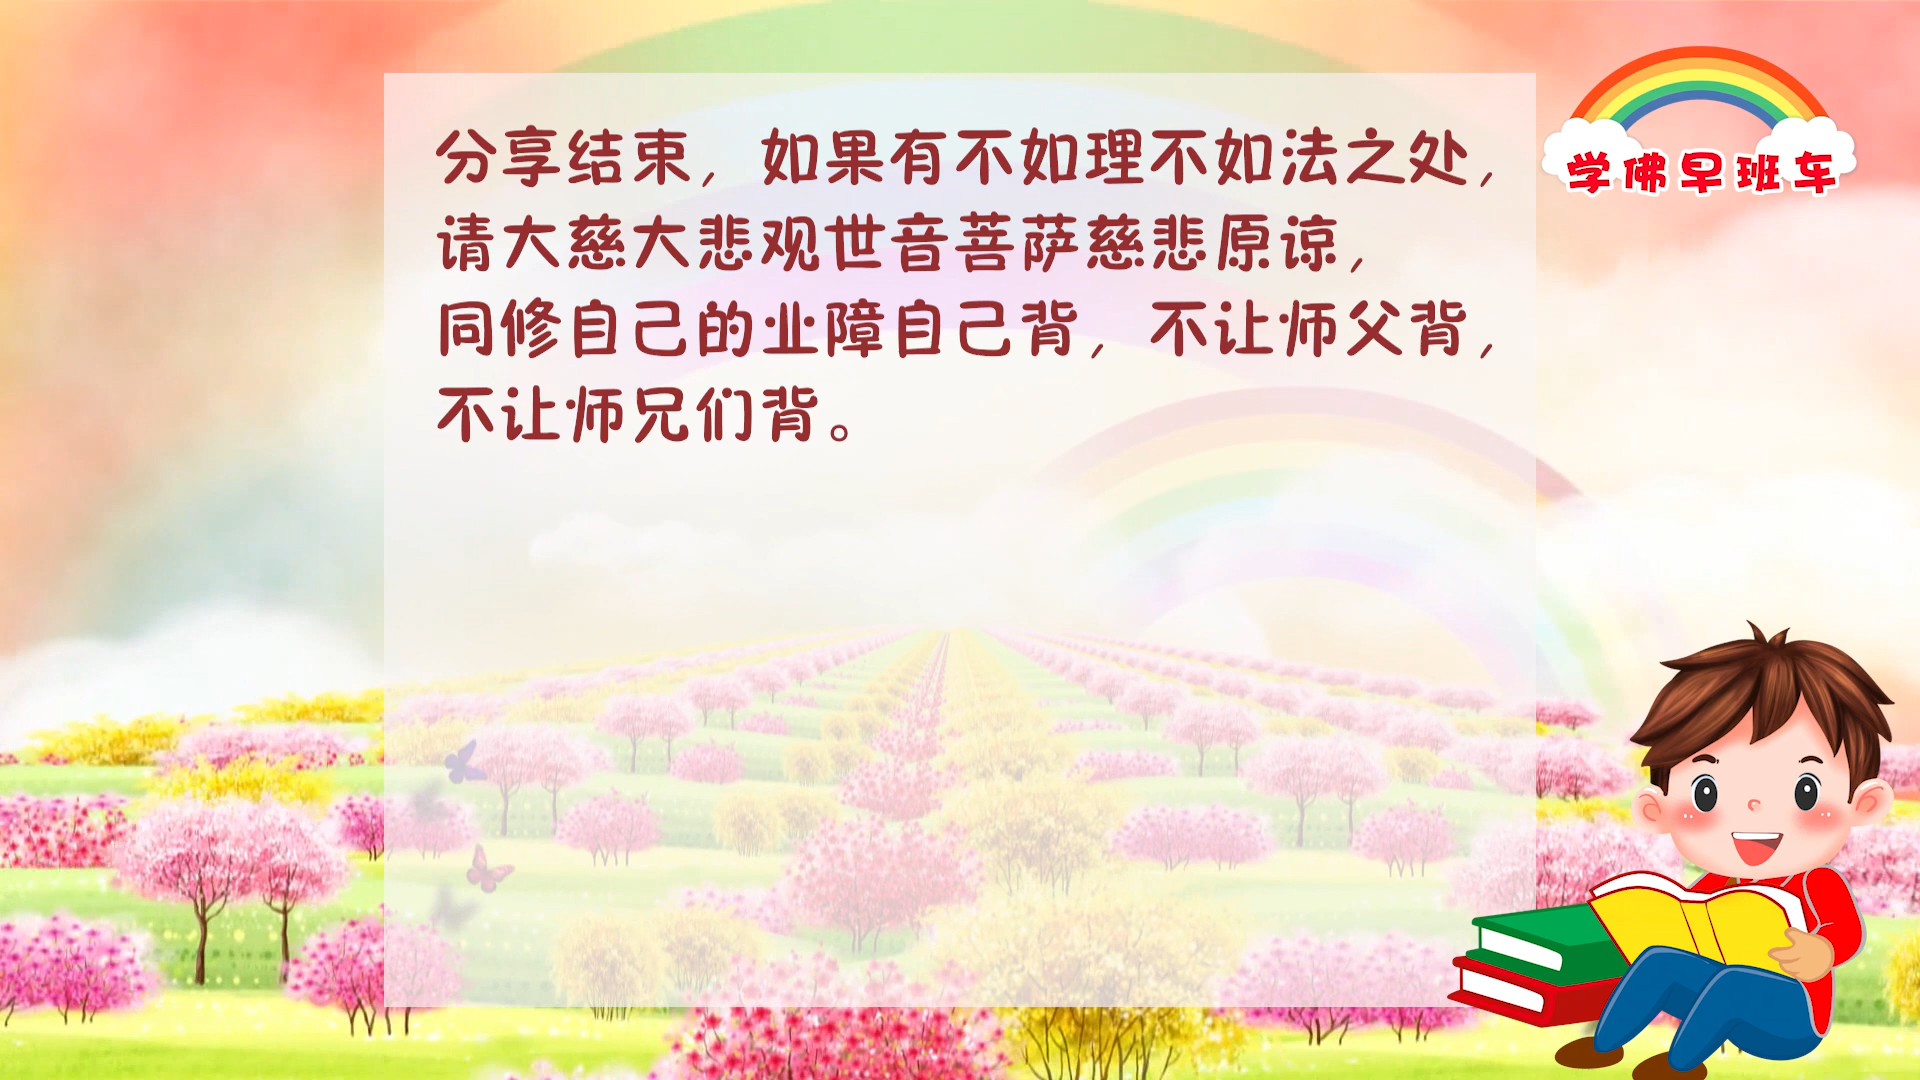 分享结束，如果有不如理不如法之处，
请大慈大悲观世音菩萨慈悲原谅，
同修自己的业障自己背，不让师父背，
不让师兄们背。
学佛早班车